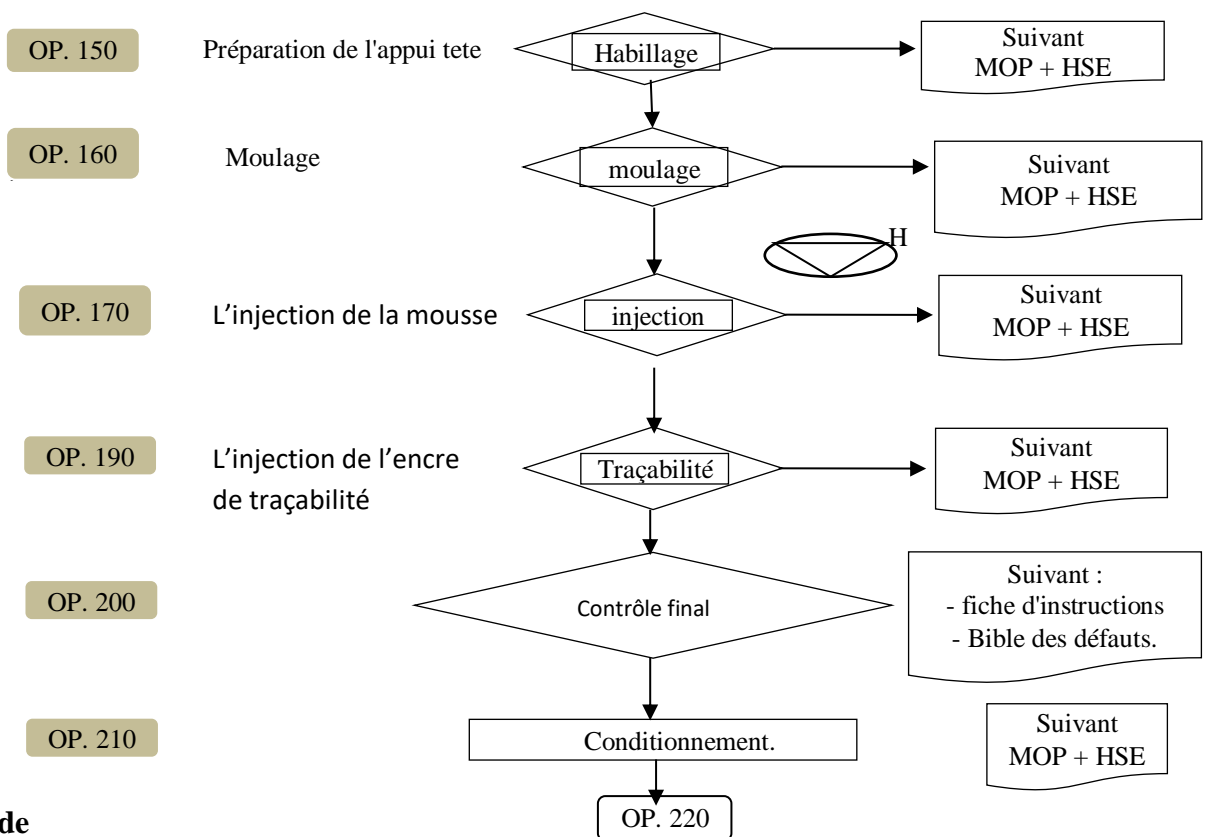 OP. 150
Préparation de l'appui tete
Habillage
Suivant
MOP + HSE
OP. 160
Moulage
moulage
Suivant
MOP + HSE
H
OP. 170
L’injection de la mousse
injection
Suivant
MOP + HSE
OP. 190
L’injection de l’encre
de traçabilité
Traçabilité
Suivant
MOP + HSE
OP. 200
Contrôle final
Suivant :
- fiche d'instructions
- Bible des défauts.
OP. 210
Conditionnement.
Suivant
MOP + HSE
de
OP. 220